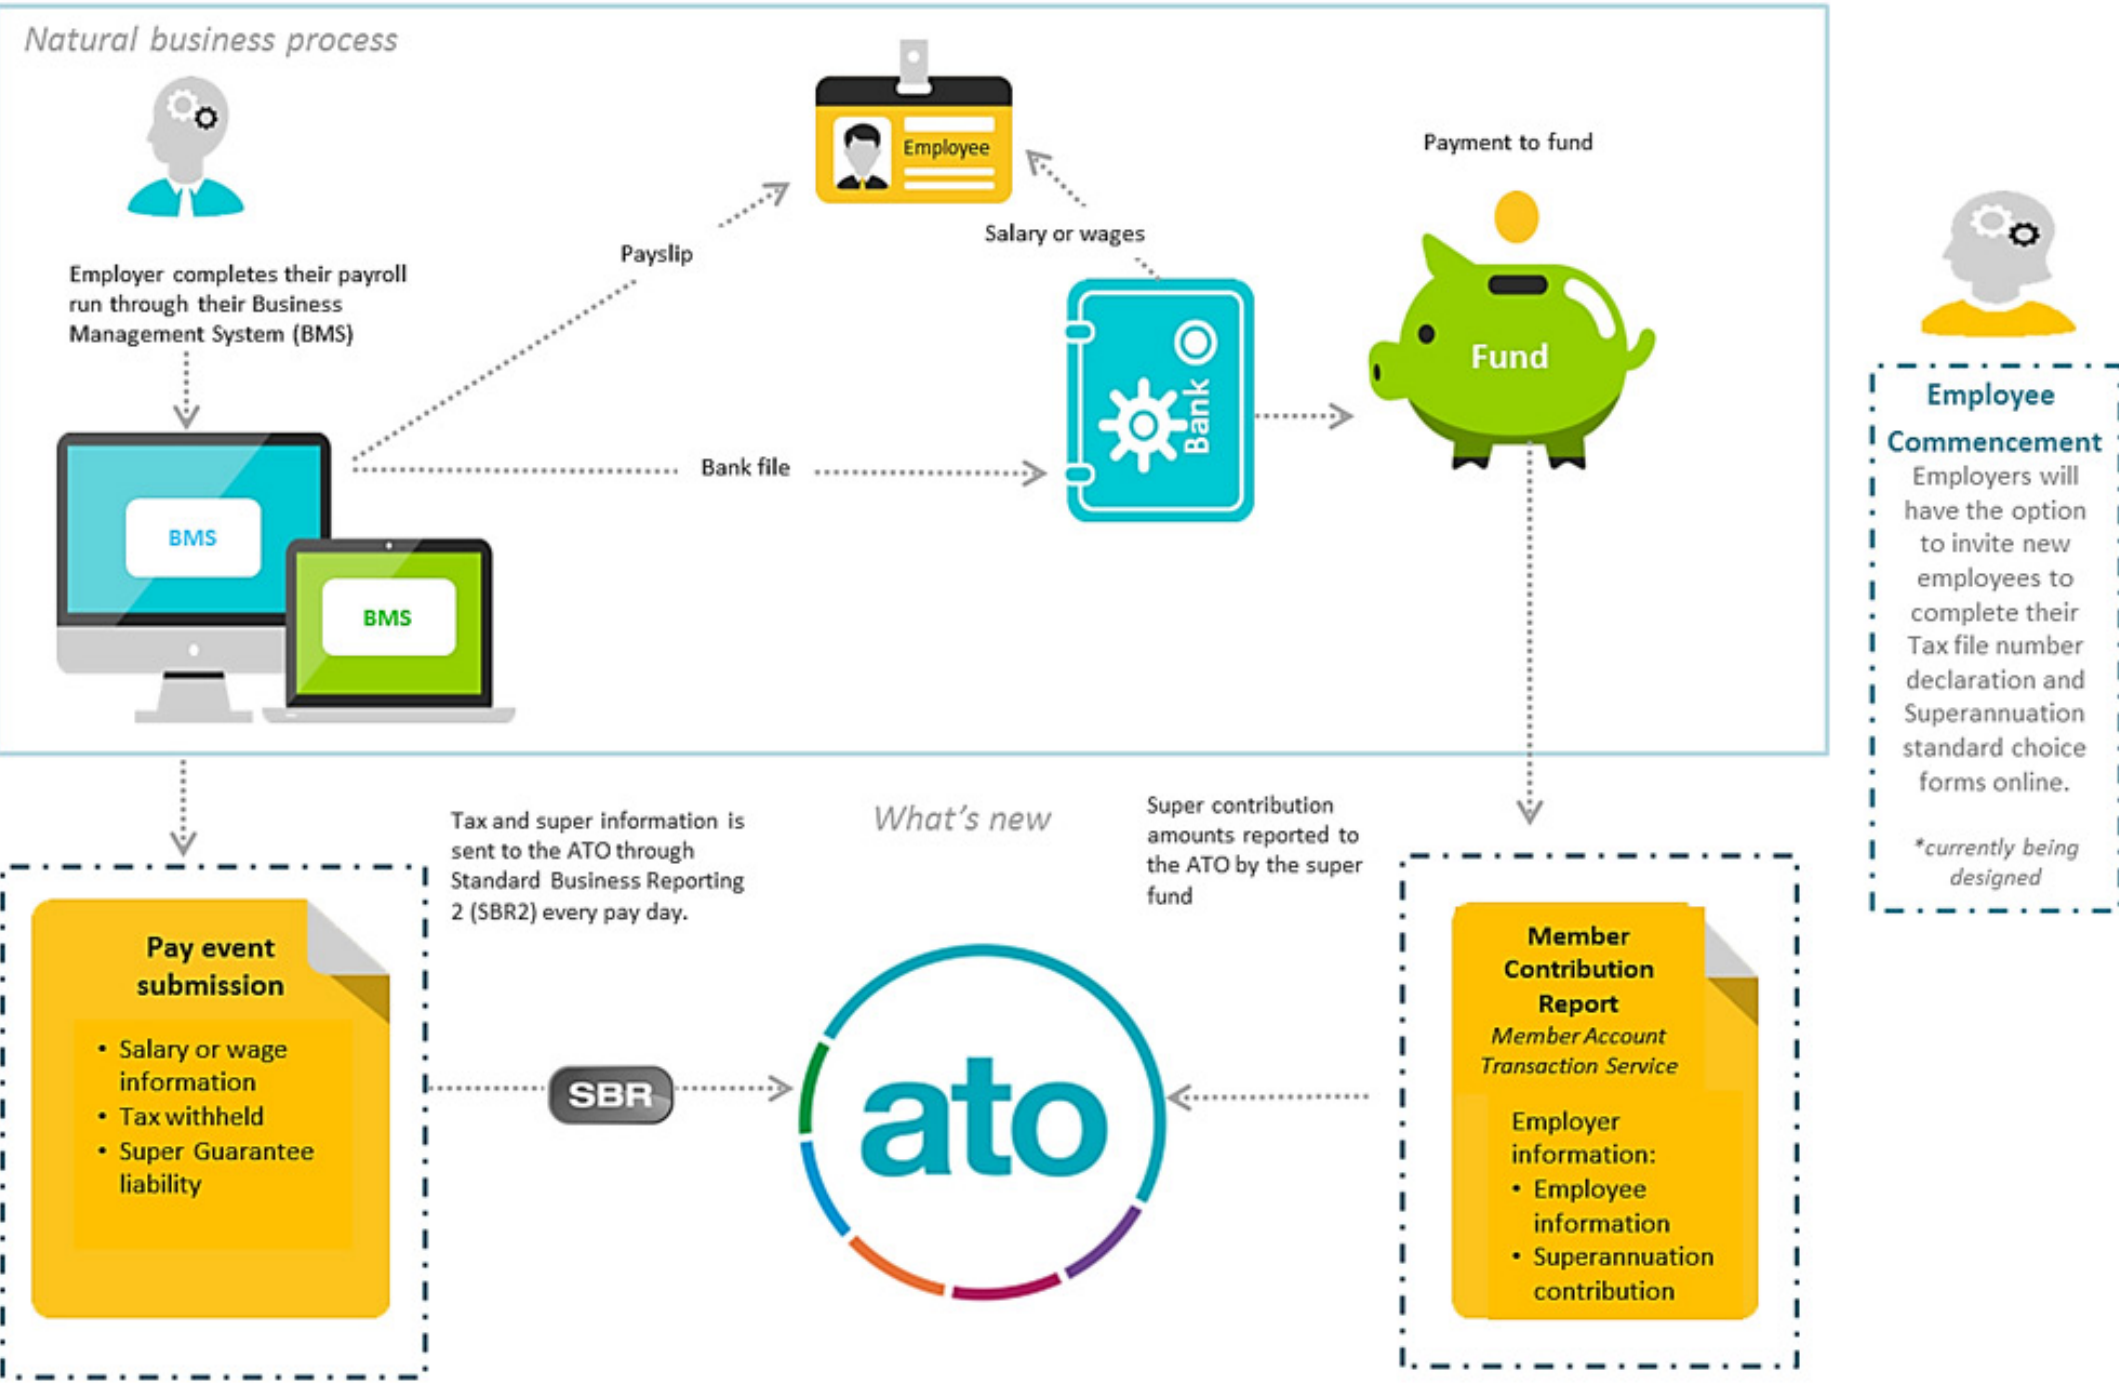 Natural business process
Employee
Payment to fund
Salary or wages
Payslip
Employer completes their payroll
run through their Business
Management System (BMS)
Fund
Bank
Bank file
BMS
BMS
Employee
Commencement
Employers will
have the option
to invite new
employees to
complete their
Tax file number
declaration and
Superannuation
standard choice
forms online.
*currently being
designed
What's new
Tax and super information is
sent to the ATO through
Standard Business Reporting
2 (SBR2) every pay day.
Super contribution
amounts reported to
the ATO by the super
fund
Pay event
submission
• Salary or wage
information
• Tax withheld
• Super Guarantee
liability
SBR
ato
Member
Contribution
Report
Member Account
Transaction Service
Employer
information:
• Employee
information
• Superannuation
contribution